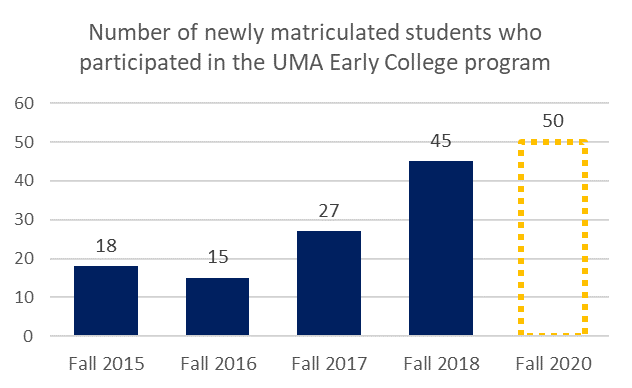 Number of newly matriculated students who
participated in the UMA Early College program
60
50
40
30
20
10
0
18
15
27
45
50
Fall 2015
Fall 2016
Fall 2017
Fall 2018
Fall 2020